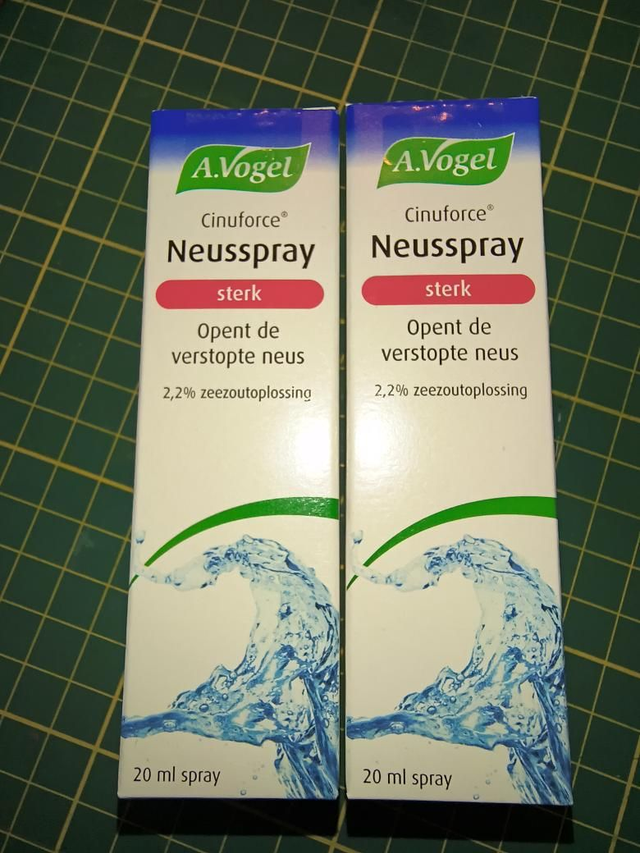 A.Vogel
Cinuforce®
Neusspray
sterk
Opent de
verstopte neus
2,2% zeezoutoplossing
20 ml spray
A.Vogel
Cinuforce®
Neusspray
sterk
Opent de
verstopte neus
2,2% zeezoutoplossing
20 ml spray